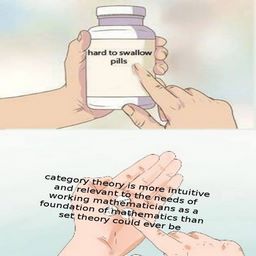 hard to swallow
pills
category theory is more intuitive
and relevant to the needs of
working mathematicians as a
foundation of mathematics than
set theory could ever be